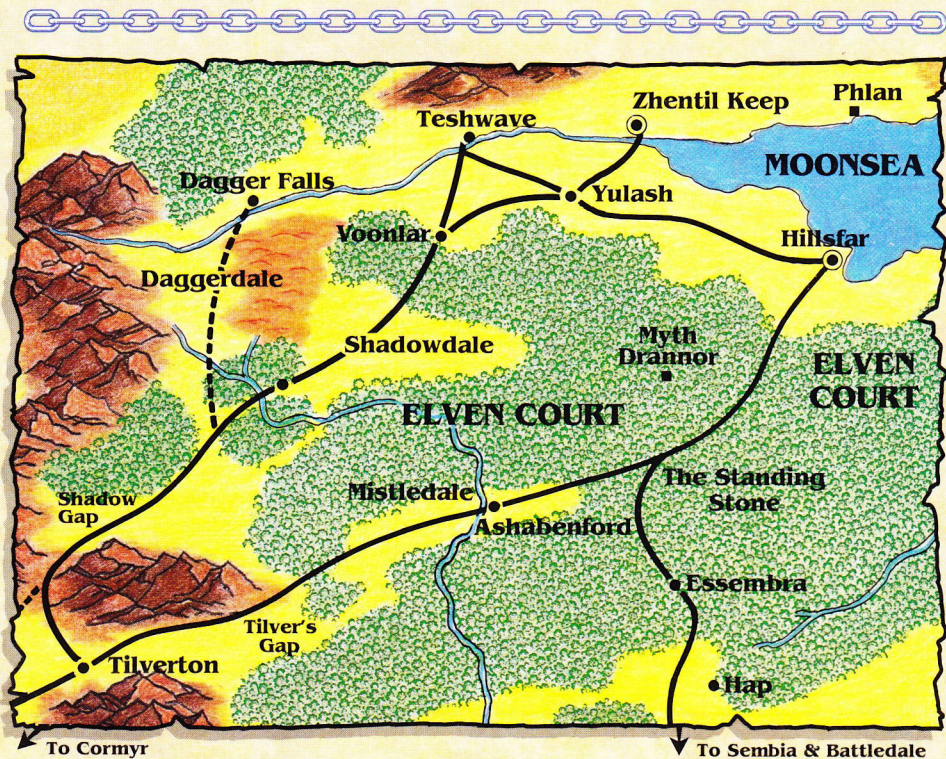 Zhentil Keep
Phlan
Teshwave
MOONSEA
Dagger Falls
Yulash
Voonlar
Hillsfar
Daggerdale
Shadowdale
Myth
Drannor
ELVEN
COURT
ELVEN COURT
Shadow
Gap
Mistledale
The Standing
Stone
Ashabenford
Essembra
Tilver's
Gap
Tilverton
Hap
To Cormyr
To Sembia & Battledale